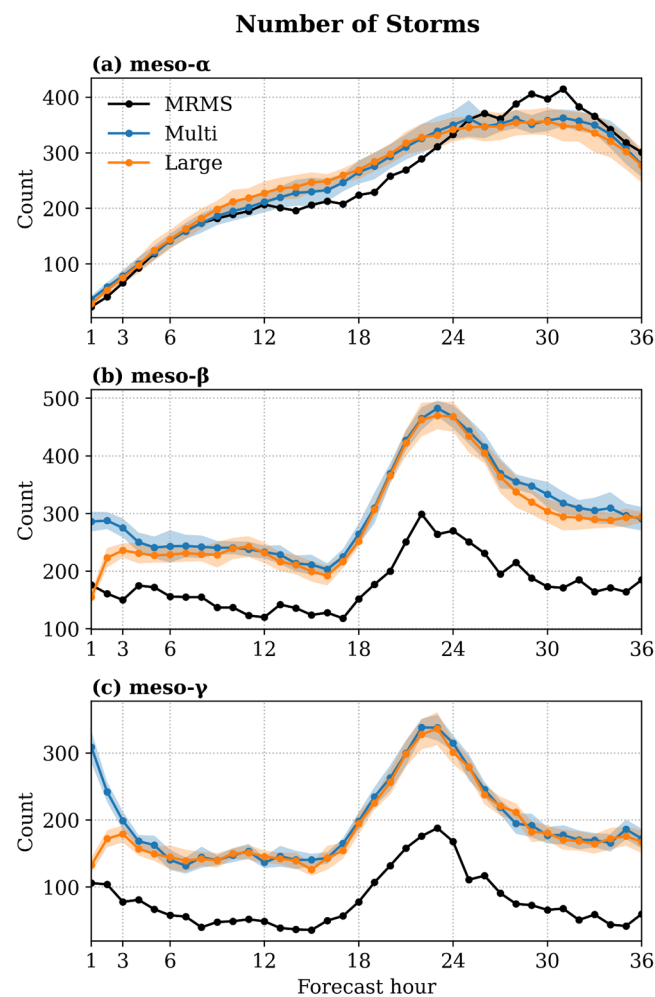 Number of Storms
(a) meso-α
400
300
200
100
Count
MRMS
Multi
Large
1 3 6 12 18 24 30 36
(b) meso-β
500
400
300
200
100
Count
1 3 6 12 18 24 30 36
(c) meso-γ
300
200
100
Count
1 3 6 12 18 24 30 36
Forecast hour